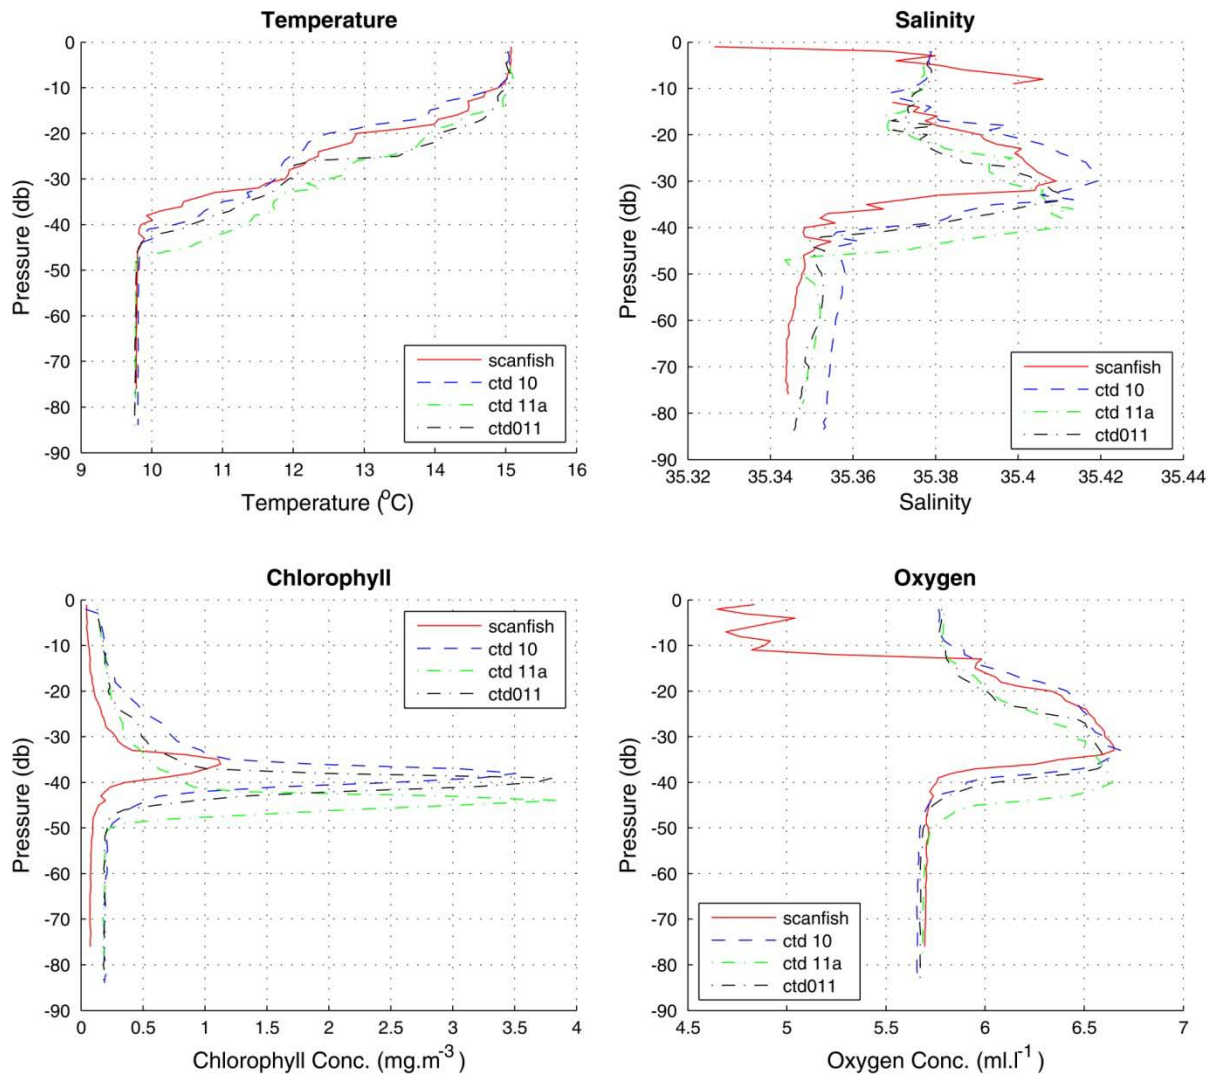 Temperature
0
-10
-20
-30
-40
-50
-60
-70
-80
-90
Pressure (db)
scanfish
ctd 10
ctd 11a
ctd011
9 10 11 12 13 14 15 16
Temperature (°C)
Salinity
0
-10
-20
-30
-40
-50
-60
-70
-80
-90
Pressure (db)
scanfish
ctd 10
ctd 11a
ctd011
35.32 35.34 35.36 35.38 35.4 35.42 35.44
Salinity
Chlorophyll
0
-10
-20
-30
-40
-50
-60
-70
-80
-90
Pressure (db)
scanfish
ctd 10
ctd 11a
ctd011
0 0.5 1 1.5 2 2.5 3 3.5 4
Chlorophyll Conc. (mg.m⁻³)
Oxygen
0
-10
-20
-30
-40
-50
-60
-70
-80
-90
Pressure (db)
scanfish
ctd 10
ctd 11a
ctd011
4.5 5 5.5 6 6.5 7
Oxygen Conc. (ml.l⁻¹)